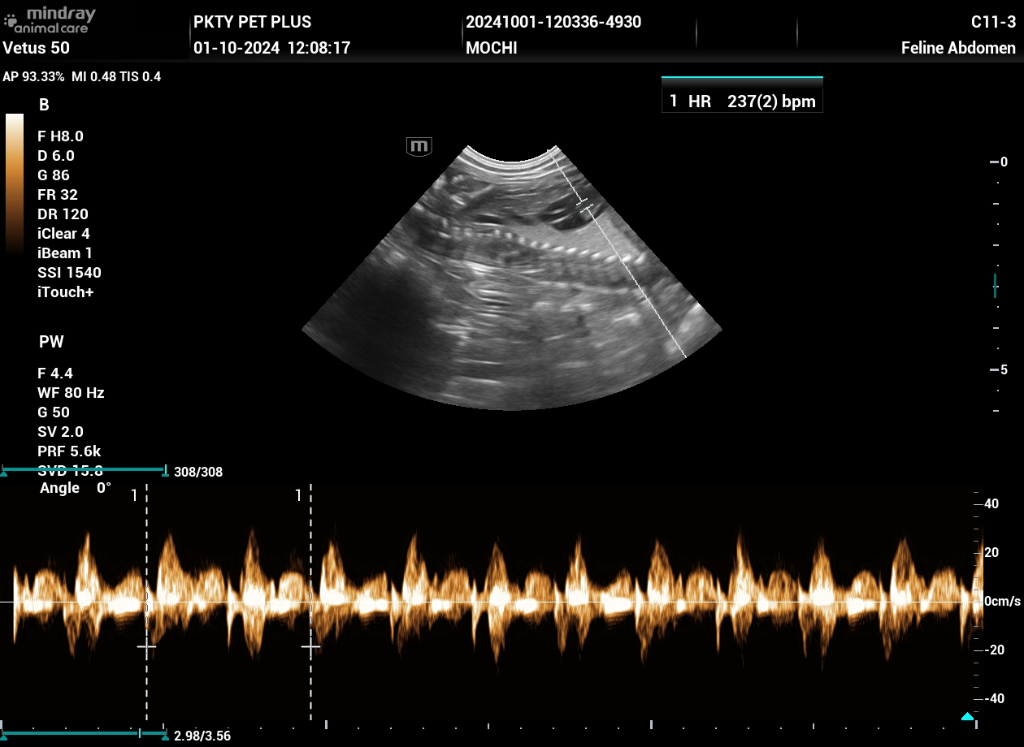 mindray
animalcare
Vetus 50
PKTY PET PLUS
01-10-2024 12:08:17
20241001-120336-4930
MOCHI
C11-3
Feline Abdomen
AP 93.33% MI 0.48 TIS 0.4
1 HR 237(2) bpm
B
F H8.0
D 6.0
G 86
FR 32
DR 120
iClear 4
iBeam 1
SSI 1540
iTouch+
m
0
5
PW
F 4.4
WF 80 Hz
G 50
SV 2.0
PRF 5.6k
SVD 15.8
308/308
Angle 0°
1
1
40
20
0cm/s
-20
-40
2.98/3.56